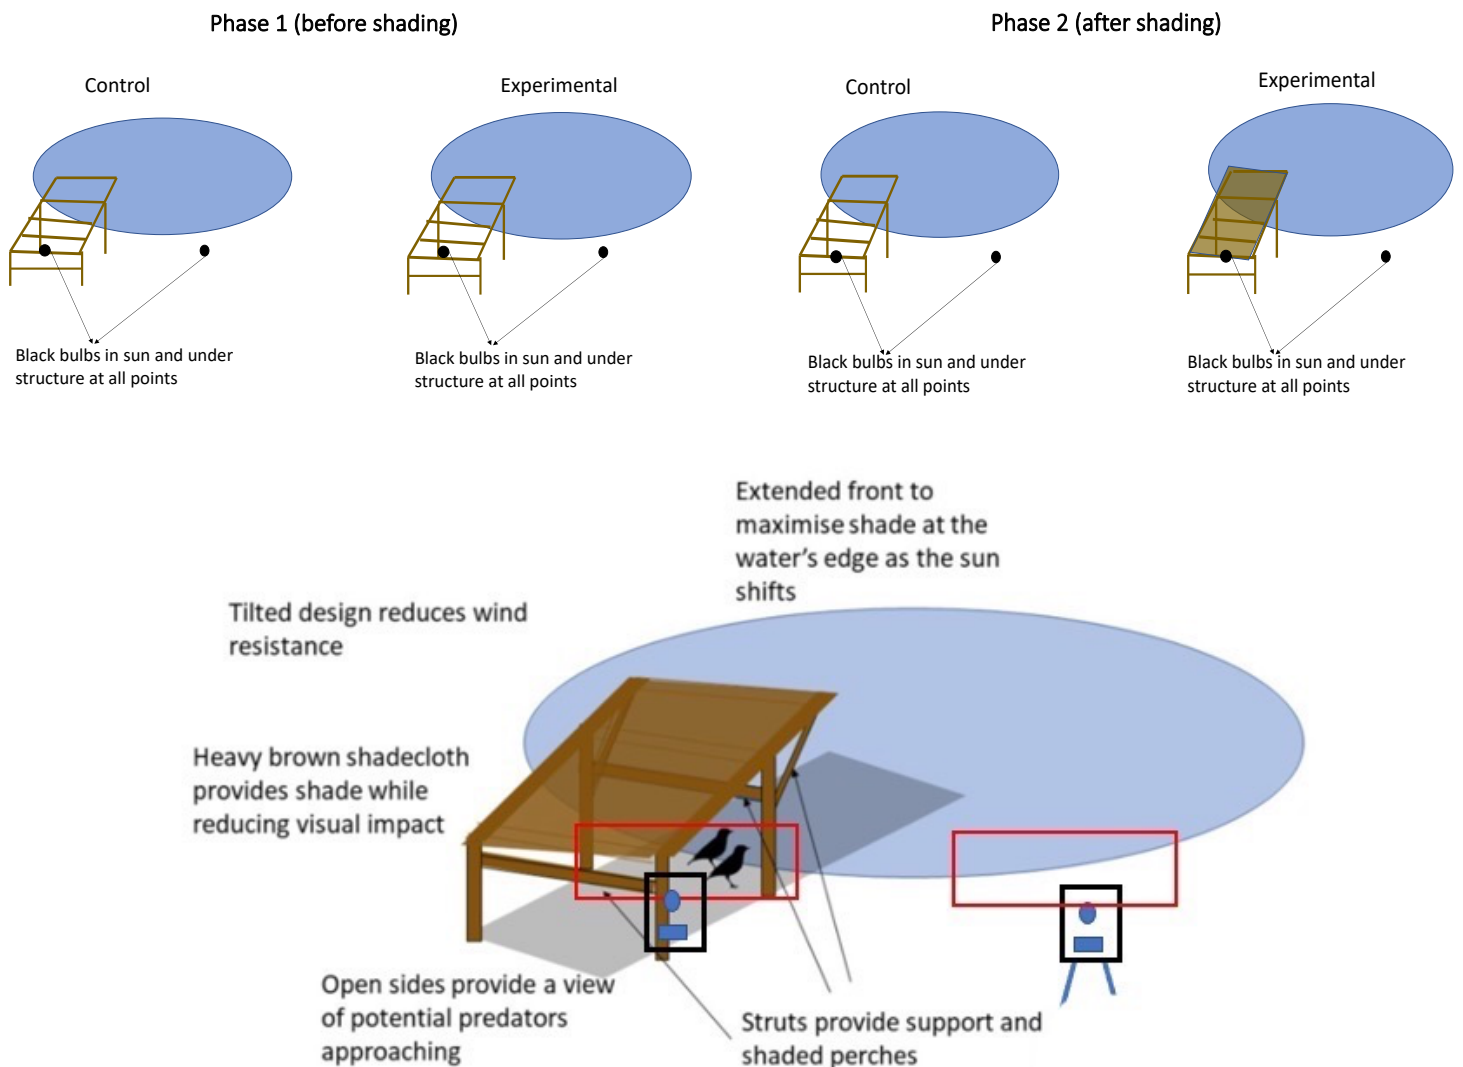 Phase 1 (before shading)
Phase 2 (after shading)
Control
Experimental
Control
Experimental
Black bulbs in sun and under
structure at all points
Black bulbs in sun and under
structure at all points
Black bulbs in sun and under
structure at all points
Black bulbs in sun and under
structure at all points
Extended front to
maximise shade at the
water's edge as the sun
shifts
Tilted design reduces wind
resistance
Heavy brown shadecloth
provides shade while
reducing visual impact
Open sides provide a view
of potential predators
approaching
Struts provide support and
shaded perches